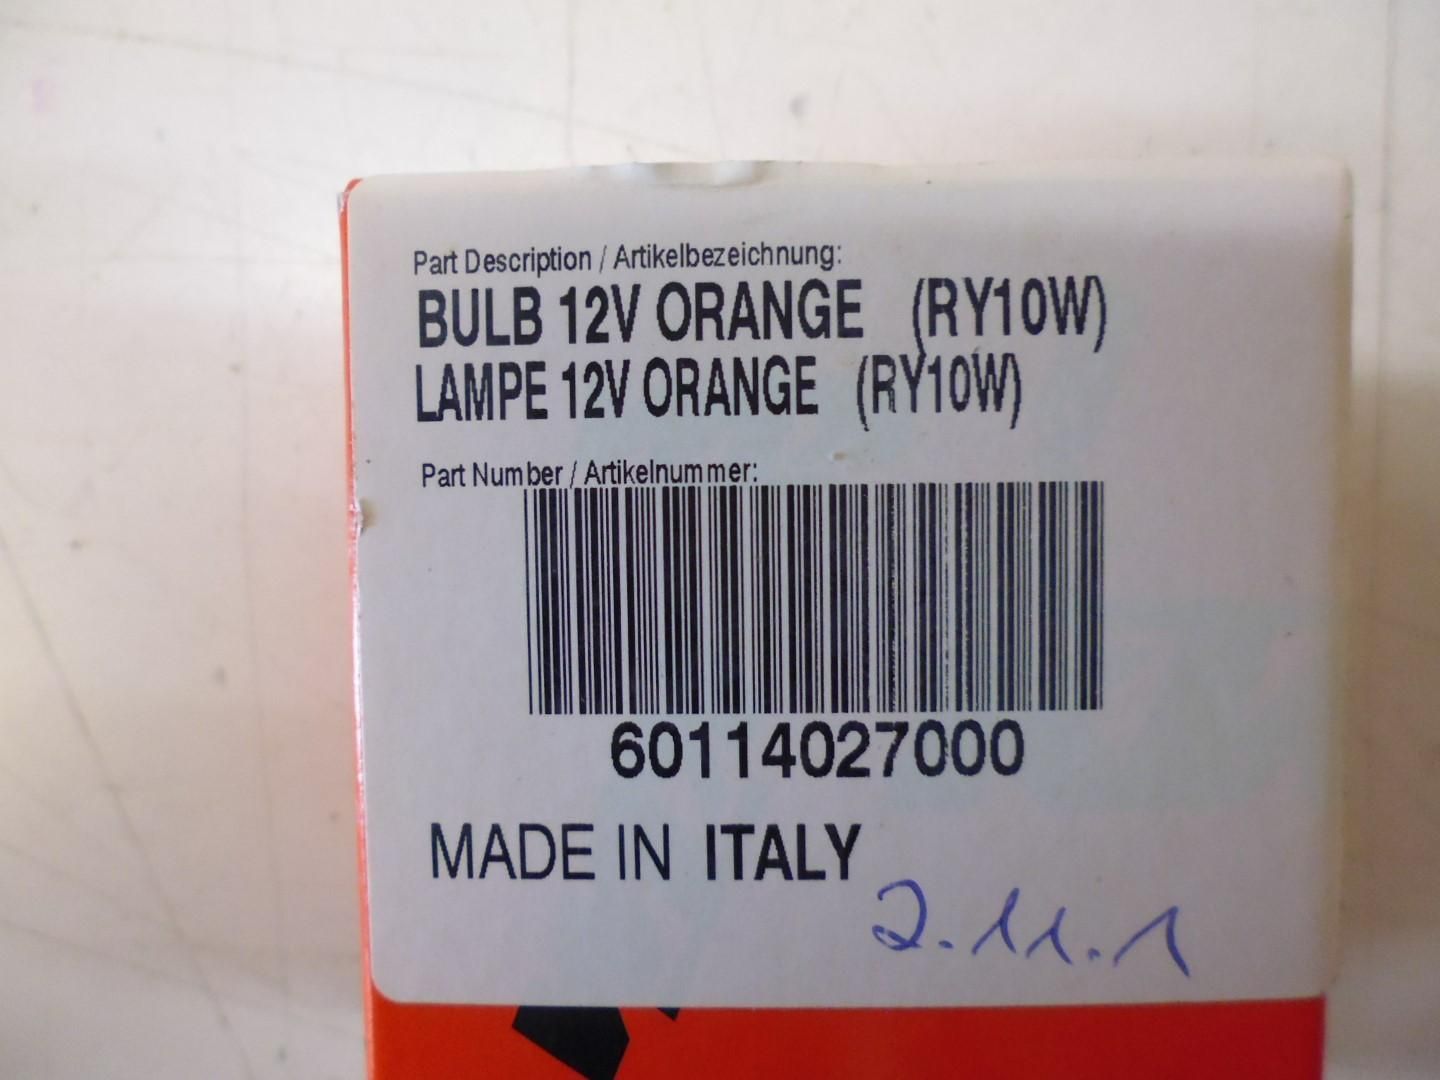 Part Description / Artikelbezeichnung:
BULB 12V ORANGE (RY10W)
LAMPE 12V ORANGE (RY10W)
Part Number / Artikelnummer:
60114027000
MADE IN ITALY
2.11.1